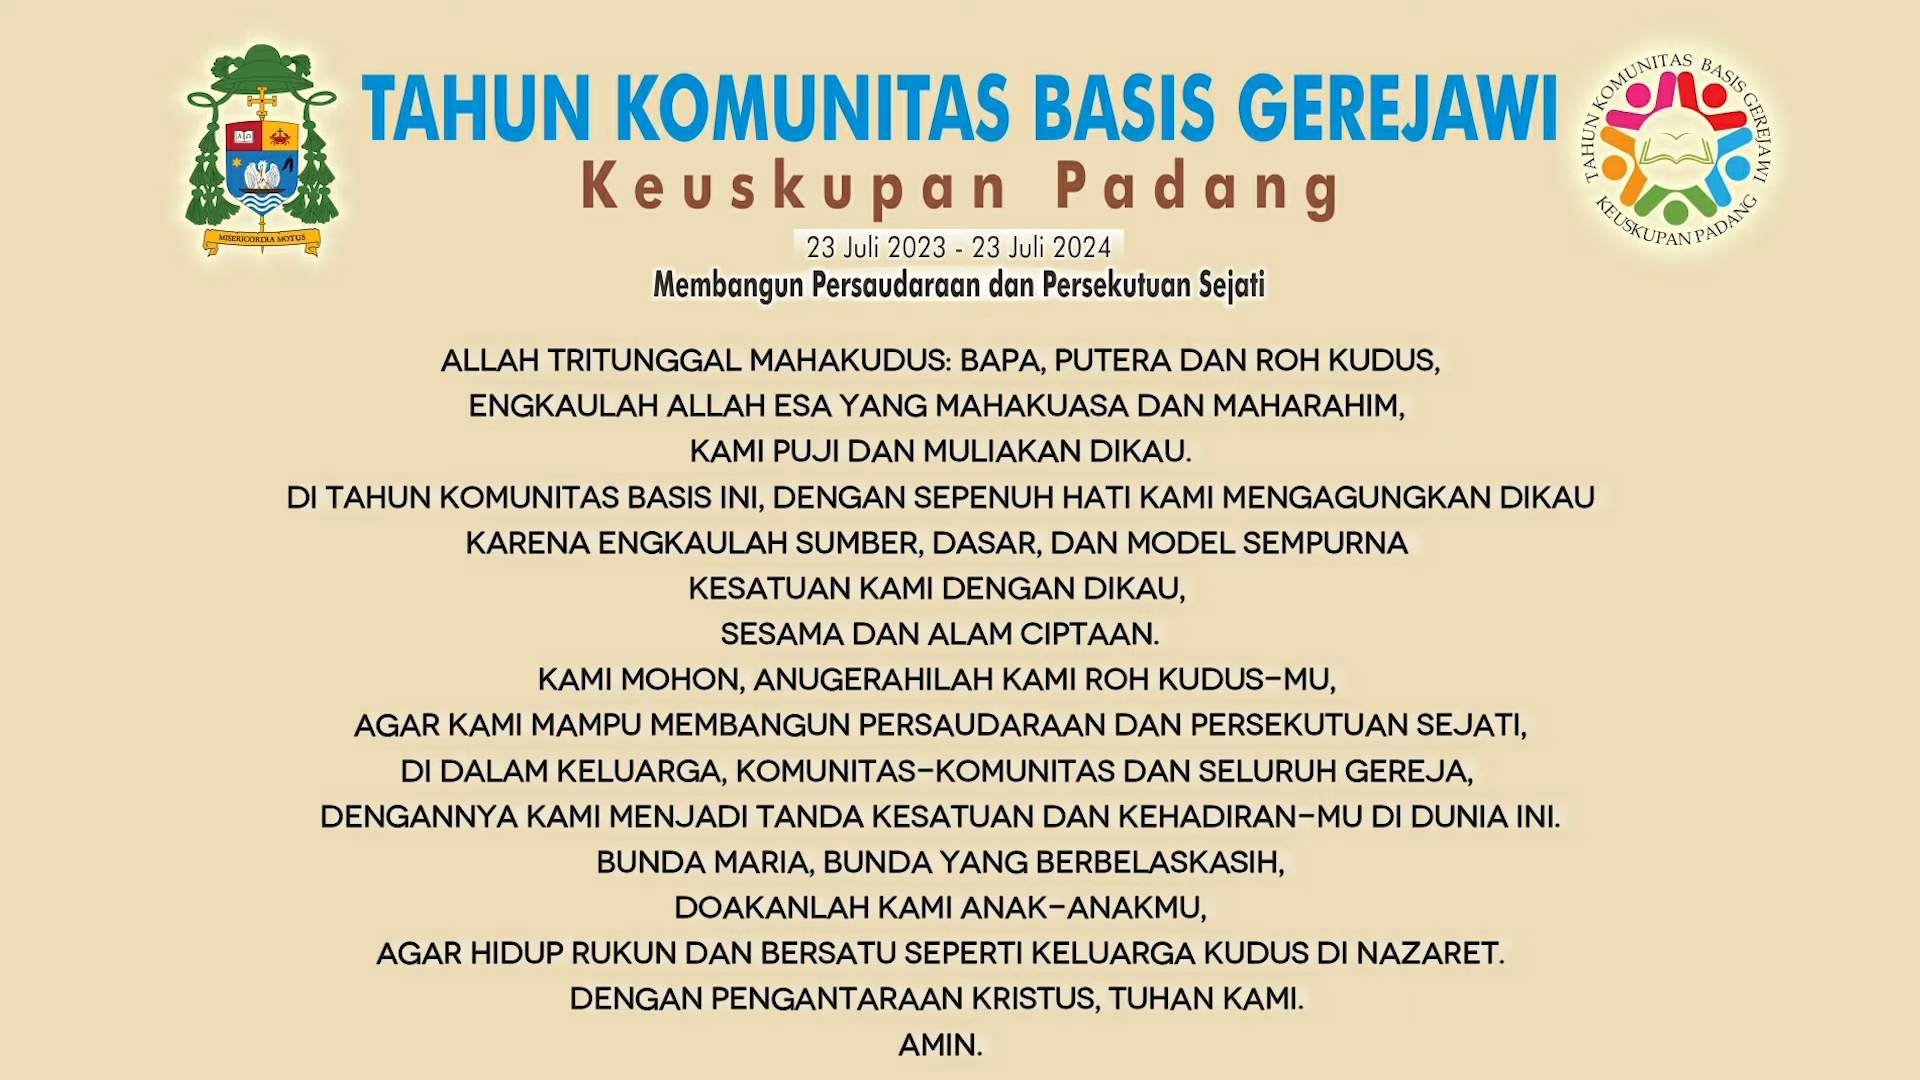 TAHUN KOMUNITAS BASIS GEREJAWI
Keuskupan Padang
23 Juli 2023 - 23 Juli 2024
Membangun Persaudaraan dan Persekutuan Sejati
MISERICORDIA MOTUS
A Ω
TAHUN KOMUNITAS BASIS GEREJAWI
KEUSKUPAN PADANG
ALLAH TRITUNGGAL MAHAKUDUS: BAPA, PUTERA DAN ROH KUDUS,
ENGKAULAH ALLAH ESA YANG MAHAKUASA DAN MAHARAHIM,
KAMI PUJI DAN MULIAKAN DIKAU.
DI TAHUN KOMUNITAS BASIS INI, DENGAN SEPENUH HATI KAMI MENGAGUNGKAN DIKAU
KARENA ENGKAULAH SUMBER, DASAR, DAN MODEL SEMPURNA
KESATUAN KAMI DENGAN DIKAU,
SESAMA DAN ALAM CIPTAAN.
KAMI MOHON, ANUGERAHILAH KAMI ROH KUDUS-MU,
AGAR KAMI MAMPU MEMBANGUN PERSAUDARAAN DAN PERSEKUTUAN SEJATI,
DI DALAM KELUARGA, KOMUNITAS-KOMUNITAS DAN SELURUH GEREJA,
DENGANNYA KAMI MENJADI TANDA KESATUAN DAN KEHADIRAN-MU DI DUNIA INI.
BUNDA MARIA, BUNDA YANG BERBELASKASIH,
DOAKANLAH KAMI ANAK-ANAKMU,
AGAR HIDUP RUKUN DAN BERSATU SEPERTI KELUARGA KUDUS DI NAZARET.
DENGAN PENGANTARAAN KRISTUS, TUHAN KAMI.
AMIN.